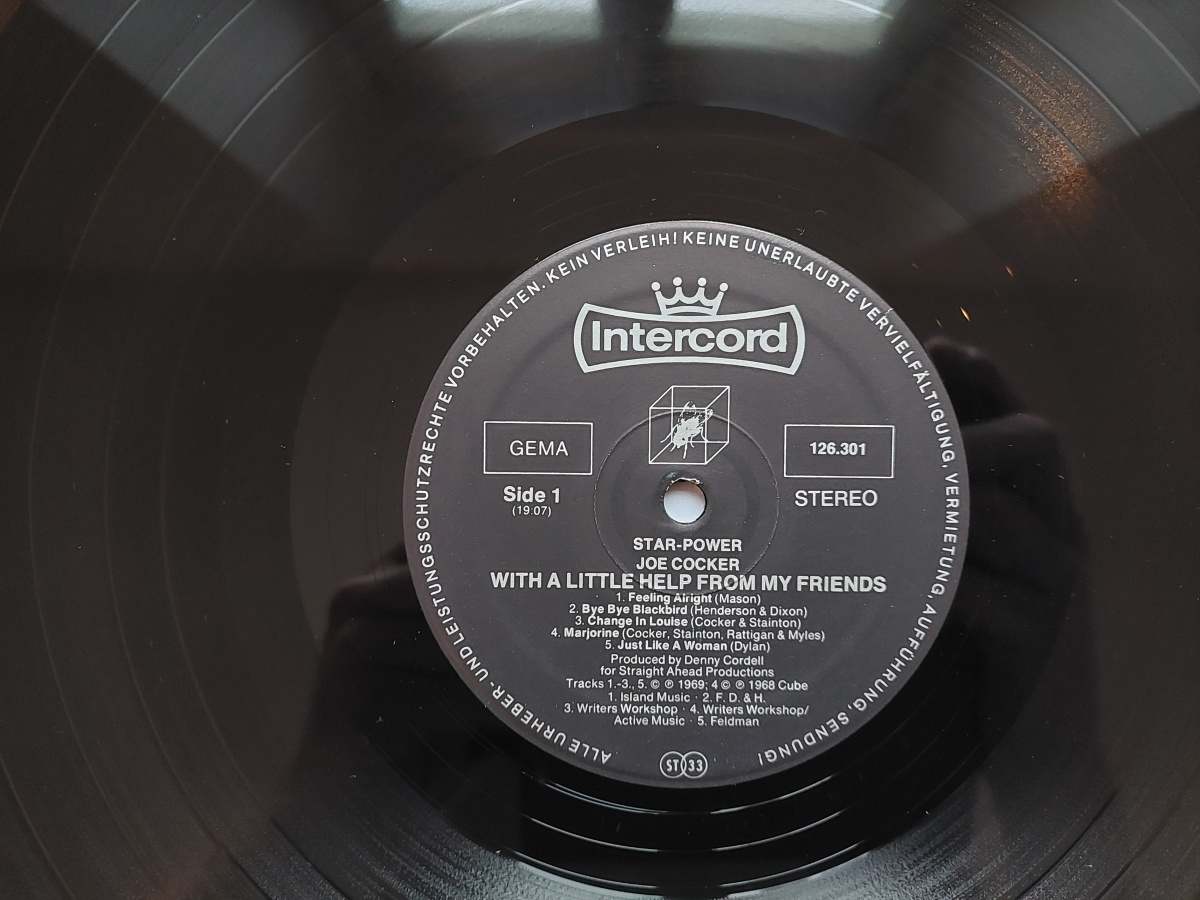 ALLE URHEBER- UND LEISTUNGSSCHUTZRECHTE VORBEHALTEN. KEIN VERLEIH! KEINE UNERLAUBTE VERVIELFÄLTIGUNG, VERMIETUNG, AUFFÜHRUNG, SENDUNG!
Intercord
GEMA
126.301
Side 1
(19:07)
STEREO
STAR-POWER
JOE COCKER
WITH A LITTLE HELP FROM MY FRIENDS
1. Feeling Alright (Mason)
2. Bye Bye Blackbird (Henderson & Dixon)
3. Change In Louise (Cocker & Stainton)
4. Marjorine (Cocker, Stainton, Rattigan & Myles)
5. Just Like A Woman (Dylan)
Produced by Denny Cordell
for Straight Ahead Productions
Tracks 1.-3., 5. © ℗ 1969; 4 © ℗ 1968 Cube
1. Island Music · 2. F. D. & H.
3. Writers Workshop · 4. Writers Workshop/
Active Music · 5. Feldman
ST 33